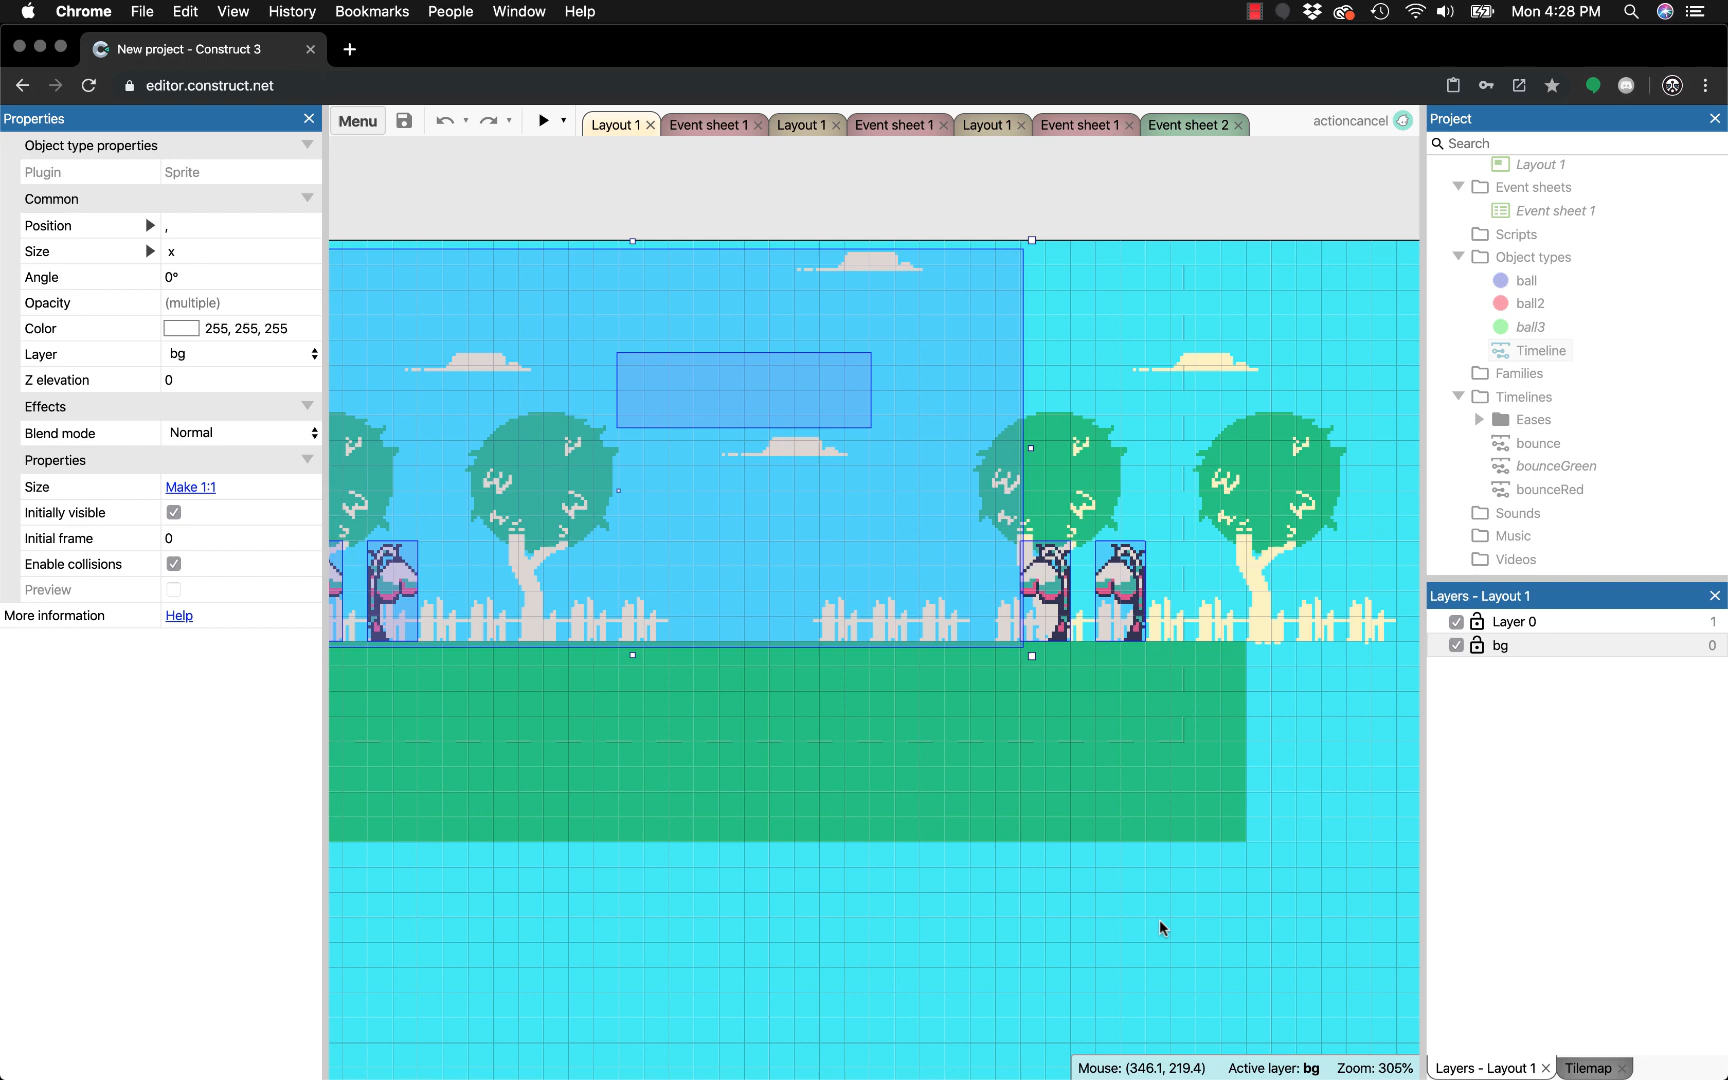 Chrome File Edit View History Bookmarks People Window Help Mon 4:28 PM
New project - Construct 3
editor.construct.net
Properties
Object type properties
Plugin Sprite
Common
Position ,
Size x
Angle 0°
Opacity (multiple)
Color 255, 255, 255
Layer bg
Z elevation 0
Effects
Blend mode Normal
Properties
Size Make 1:1
Initially visible
Initial frame 0
Enable collisions
Preview
More information Help
Menu
Layout 1 Event sheet 1 Layout 1 Event sheet 1 Layout 1 Event sheet 1 Event sheet 2
actioncancel
Mouse: (346.1, 219.4) Active layer: bg Zoom: 305%
Project
Search
Layout 1
Event sheets
Event sheet 1
Scripts
Object types
ball
ball2
ball3
Timeline
Families
Timelines
Eases
bounce
bounceGreen
bounceRed
Sounds
Music
Videos
Layers - Layout 1
Layer 0 1
bg 0
Layers - Layout 1 Tilemap